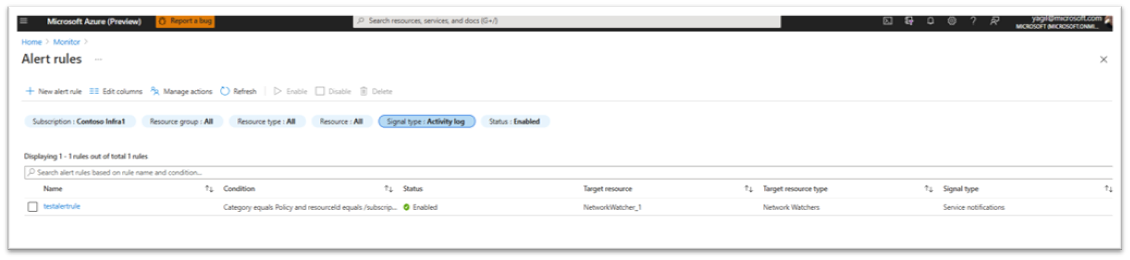 Microsoft Azure (Preview) Report a bug Search resources, services, and docs (G+/) yagil@microsoft.com
MICROSOFT (MICROSOFT.ONMI...
Home > Monitor >
Alert rules ...
New alert rule Edit columns Manage actions Refresh Enable Disable Delete
Subscription : Contoso Infra1 Resource group : All Resource type : All Resource : All Signal type : Activity log Status : Enabled
Displaying 1 - 1 rules out of total 1 rules
Search alert rules based on rule name and condition...
Name Condition Status Target resource Target resource type Signal type
testalertrule Category equals Policy and resourceId equals /subscrip... Enabled NetworkWatcher_1 Network Watchers Service notifications